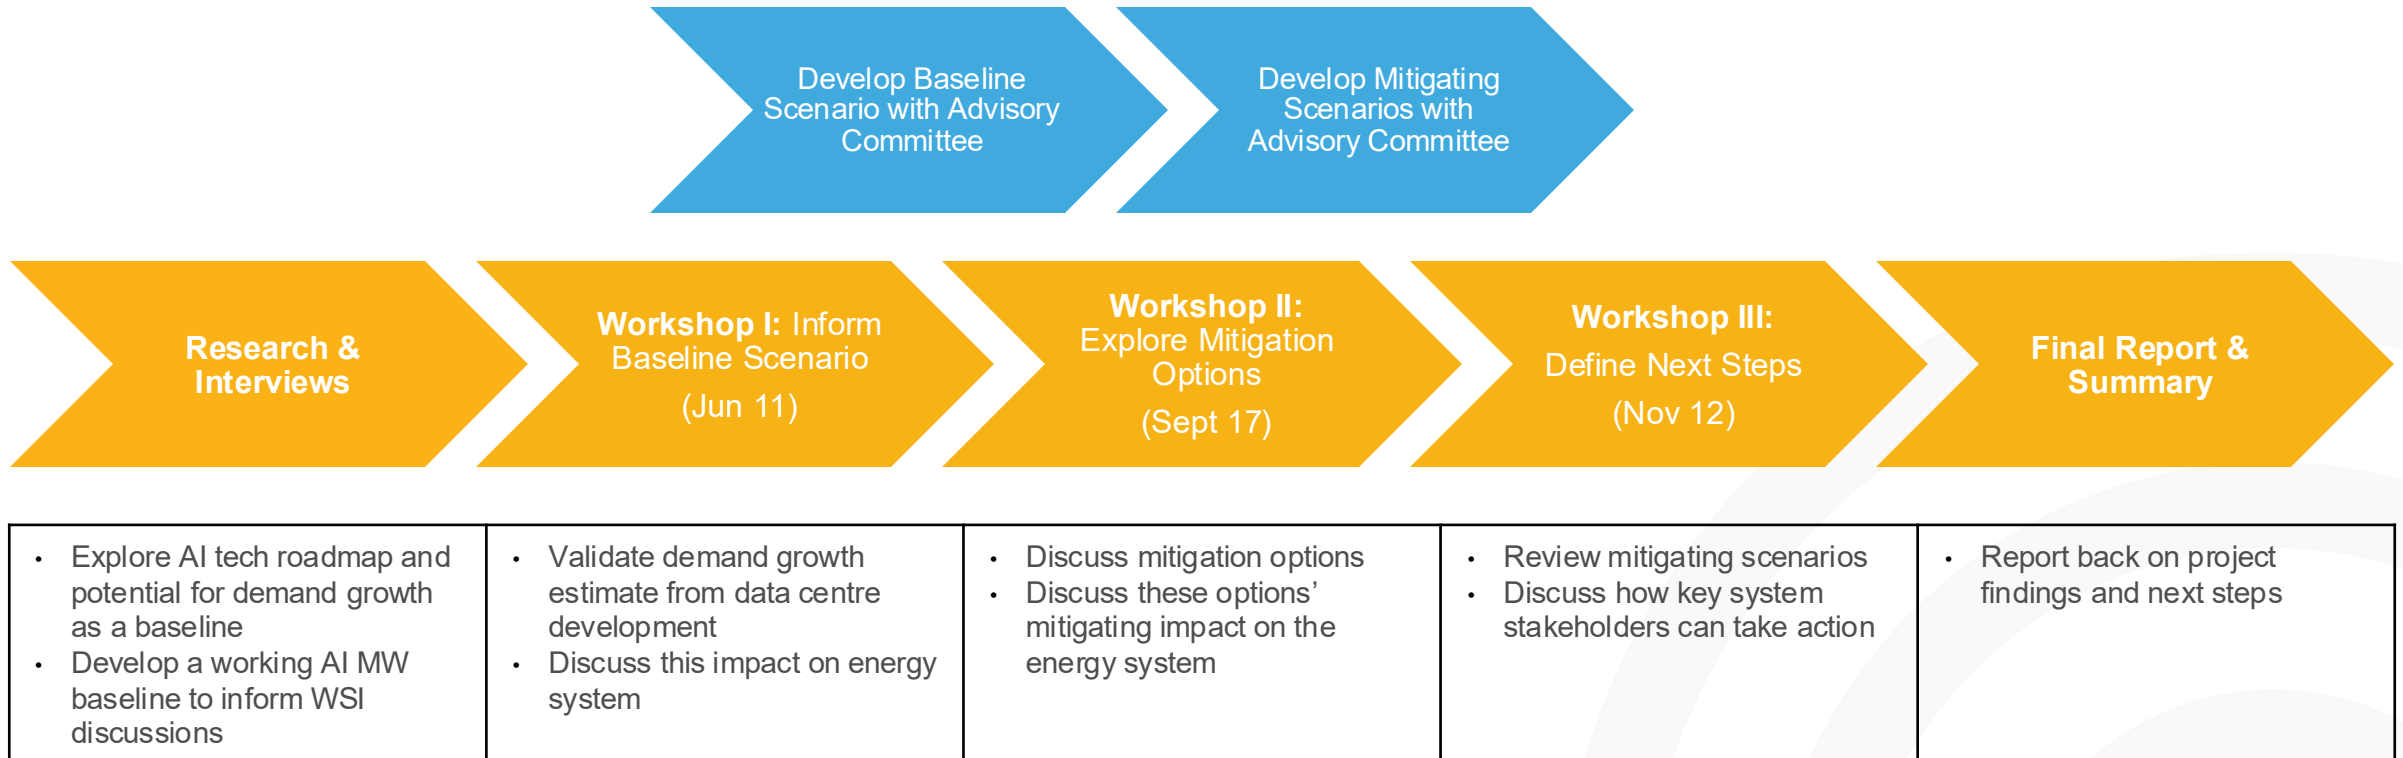 Develop Baseline
Scenario with Advisory
Committee
Develop Mitigating
Scenarios with
Advisory Committee
Research &
Interviews
Workshop I: Inform
Baseline Scenario
(Jun 11)
Workshop II:
Explore Mitigation
Options
(Sept 17)
Workshop III:
Define Next Steps
(Nov 12)
Final Report &
Summary
• Explore AI tech roadmap and
potential for demand growth
as a baseline
• Develop a working AI MW
baseline to inform WSI
discussions
• Validate demand growth
estimate from data centre
development
• Discuss this impact on energy
system
• Discuss mitigation options
• Discuss these options’
mitigating impact on the
energy system
• Review mitigating scenarios
• Discuss how key system
stakeholders can take action
• Report back on project
findings and next steps